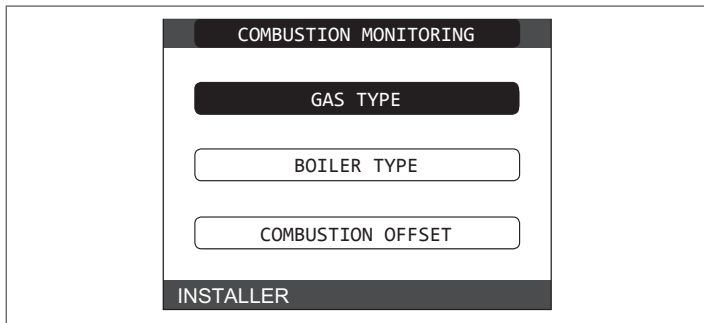 COMBUSTION MONITORING
GAS TYPE
BOILER TYPE
COMBUSTION OFFSET
INSTALLER